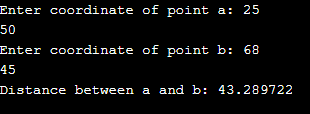 Enter coordinate of point a: 25
50
Enter coordinate of point b: 68
45
Distance between a and b: 43.289722